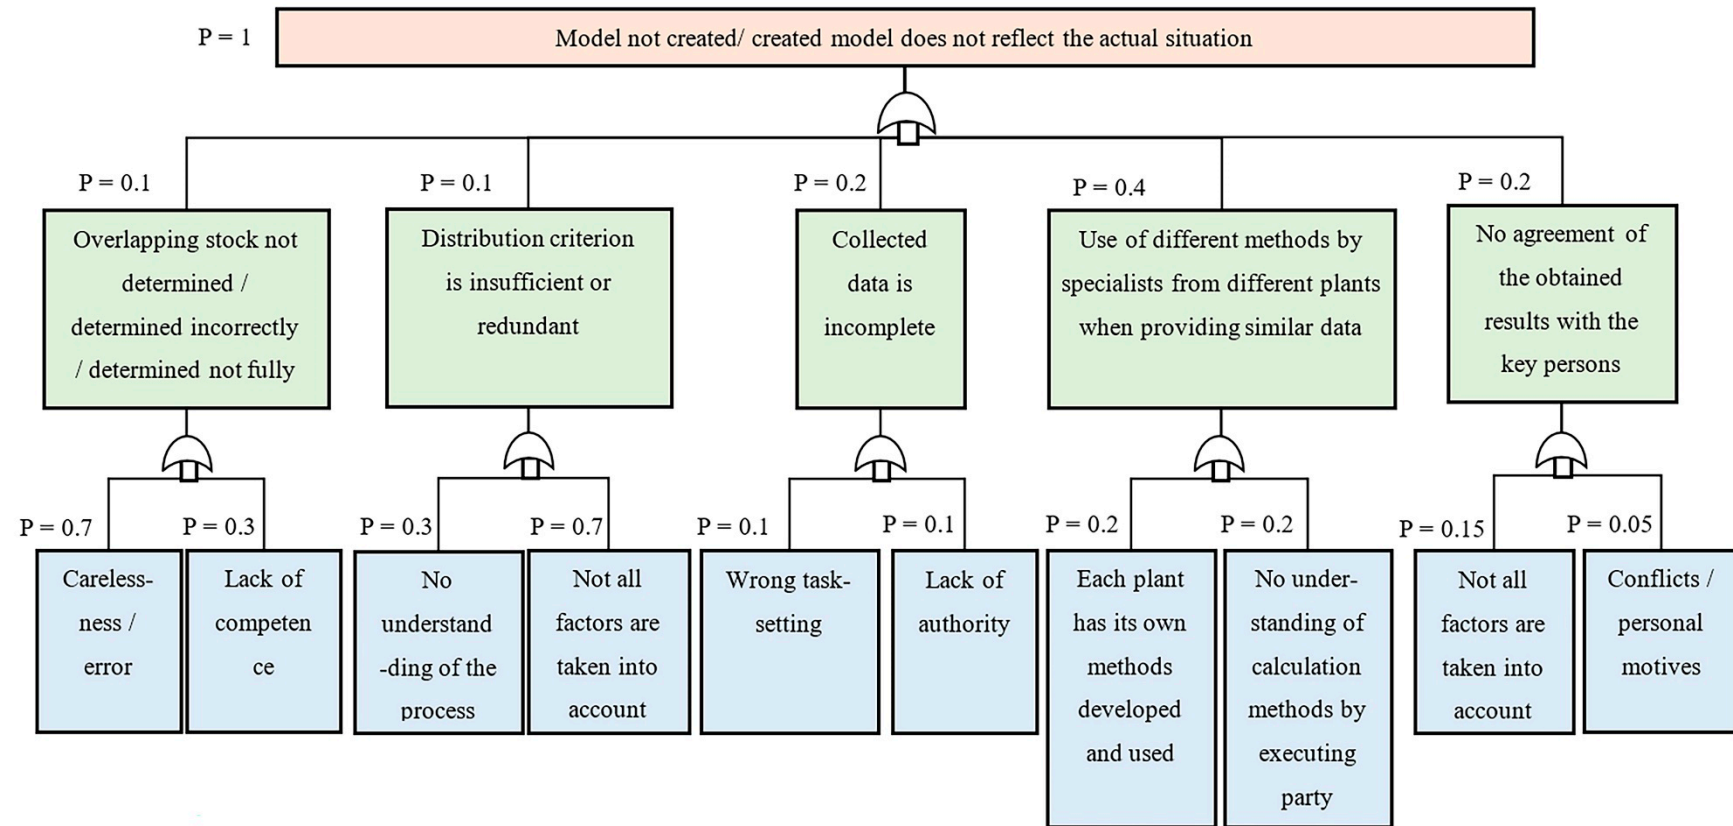 P = 1
Model not created/ created model does not reflect the actual situation
P = 0.1
Overlapping stock not
determined /
determined incorrectly
/ determined not fully
P = 0.1
Distribution criterion
is insufficient or
redundant
P = 0.2
Collected
data is
incomplete
P = 0.4
Use of different methods by
specialists from different plants
when providing similar data
P = 0.2
No agreement of
the obtained
results with the
key persons
P = 0.7
Careless-
ness /
error
P = 0.3
Lack of
competen
ce
P = 0.3
No
understand
-ding of the
process
P = 0.7
Not all
factors are
taken into
account
P = 0.1
Wrong task-
setting
P = 0.1
Lack of
authority
P = 0.2
Each plant
has its own
methods
developed
and used
P = 0.2
No under-
standing of
calculation
methods by
executing
party
P = 0.15
Not all
factors are
taken into
account
P = 0.05
Conflicts /
personal
motives